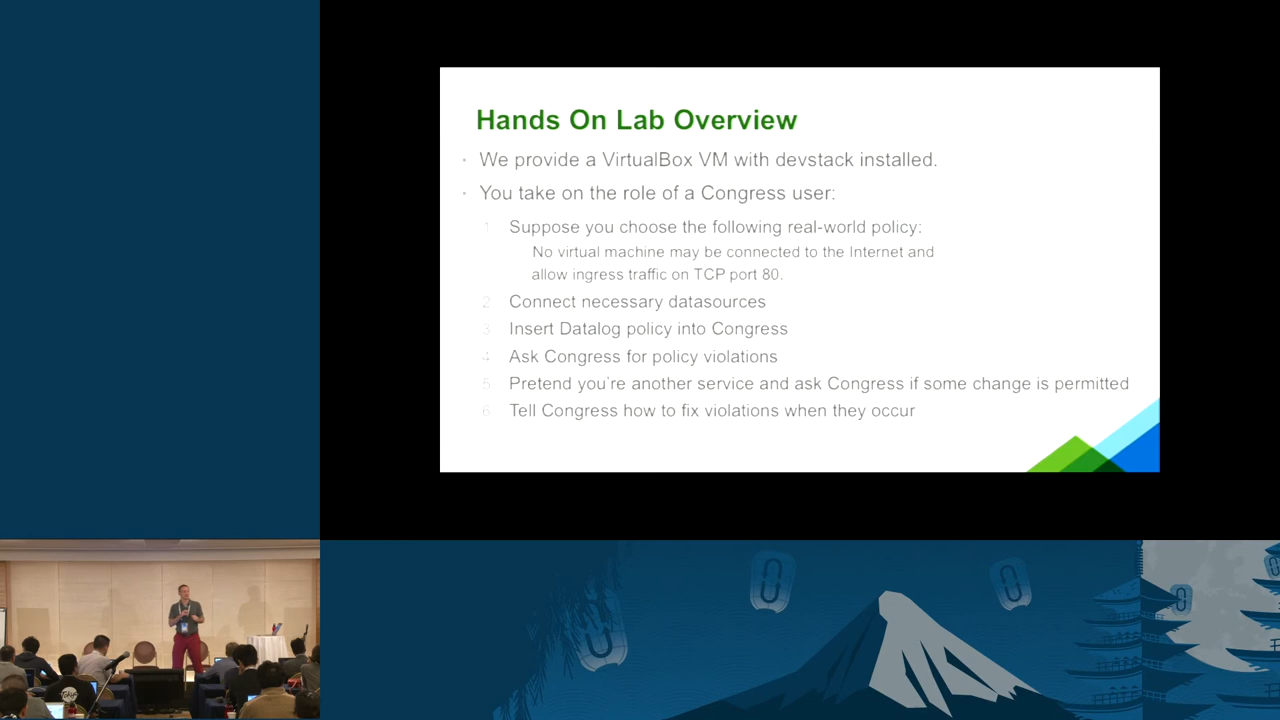 Hands On Lab Overview
• We provide a VirtualBox VM with devstack installed.
• You take on the role of a Congress user:
1 Suppose you choose the following real-world policy:
No virtual machine may be connected to the Internet and
allow ingress traffic on TCP port 80.
2 Connect necessary datasources
3 Insert Datalog policy into Congress
4 Ask Congress for policy violations
5 Pretend you're another service and ask Congress if some change is permitted
6 Tell Congress how to fix violations when they occur
Tokyo